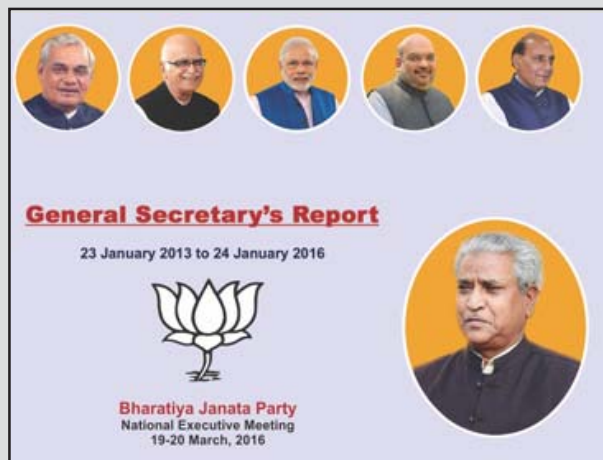 General Secretary's Report
23 January 2013 to 24 January 2016
Bharatiya Janata Party
National Executive Meeting
19-20 March, 2016